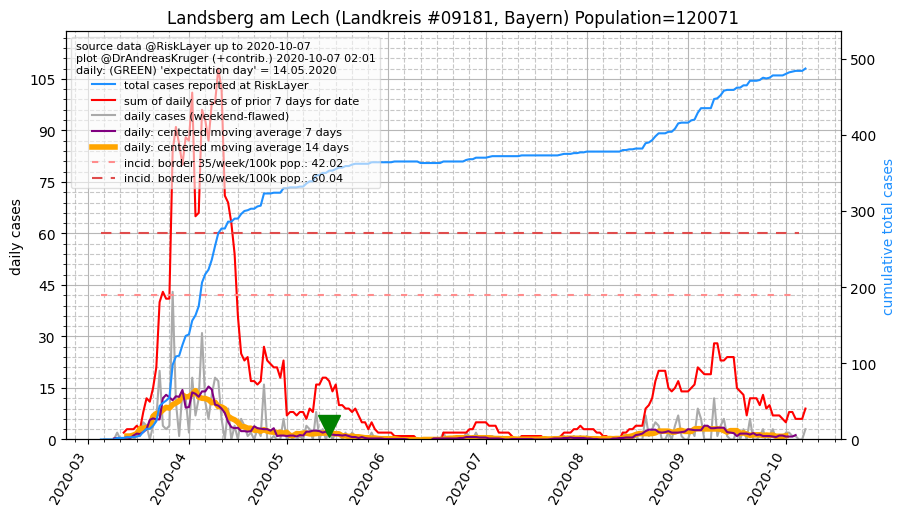 Landsberg am Lech (Landkreis #09181, Bayern) Population=120071
source data @RiskLayer up to 2020-10-07
plot @DrAndreasKruger (+contrib.) 2020-10-07 02:01
daily: (GREEN) 'expectation day' = 14.05.2020
total cases reported at RiskLayer
sum of daily cases of prior 7 days for date
daily cases (weekend-flawed)
daily: centered moving average 7 days
daily: centered moving average 14 days
incid. border 35/week/100k pop.: 42.02
incid. border 50/week/100k pop.: 60.04
daily cases
105
90
75
60
45
30
15
0
cumulative total cases
500
400
300
200
100
0
2020-03
2020-04
2020-05
2020-06
2020-07
2020-08
2020-09
2020-10